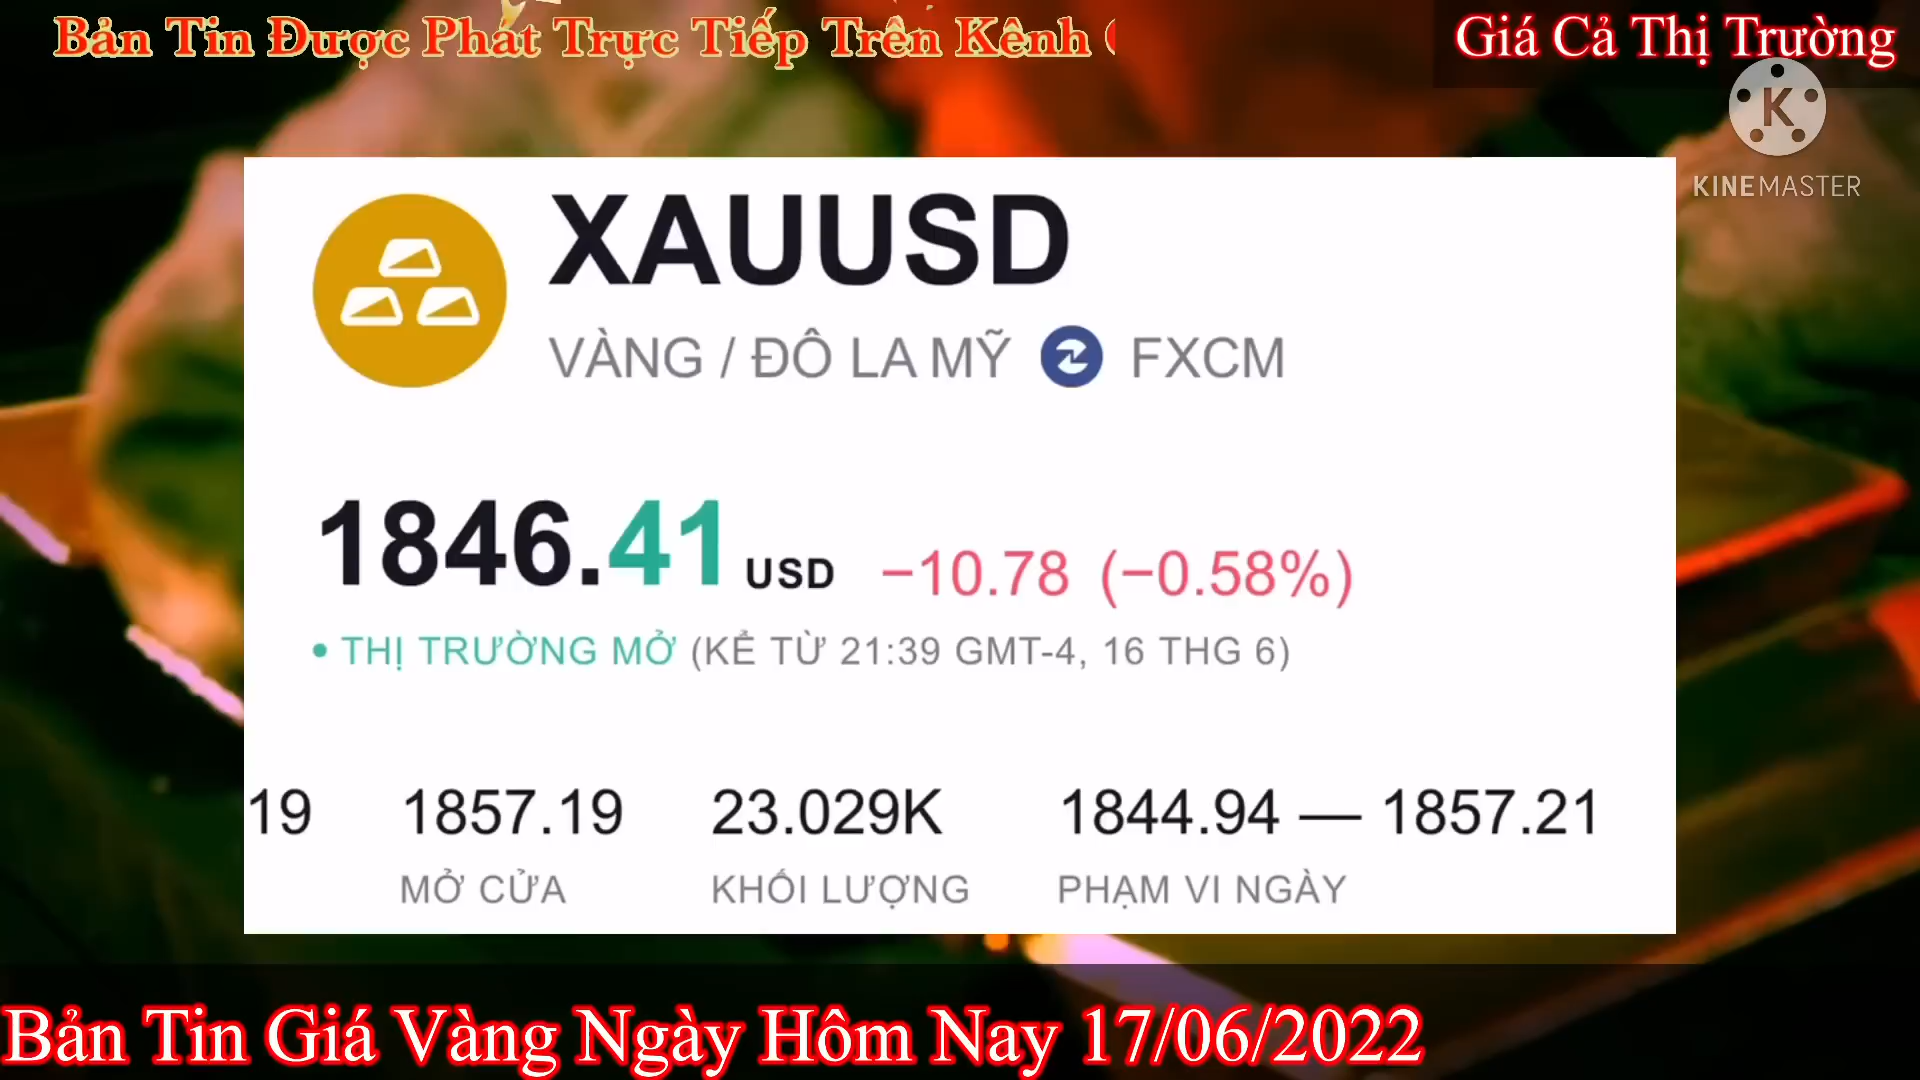 Bản Tin Được Phát Trực Tiếp Trên Kênh
Giá Cả Thị Trường
K
KINEMASTER
XAUUSD
VÀNG / ĐÔ LA MỸ FXCM
1846.41 USD −10.78 (−0.58%)
• THỊ TRƯỜNG MỞ (KỂ TỪ 21:39 GMT-4, 16 THG 6)
19 1857.19 23.029K 1844.94 — 1857.21
MỞ CỬA KHỐI LƯỢNG PHẠM VI NGÀY
Bản Tin Giá Vàng Ngày Hôm Nay 17/06/2022